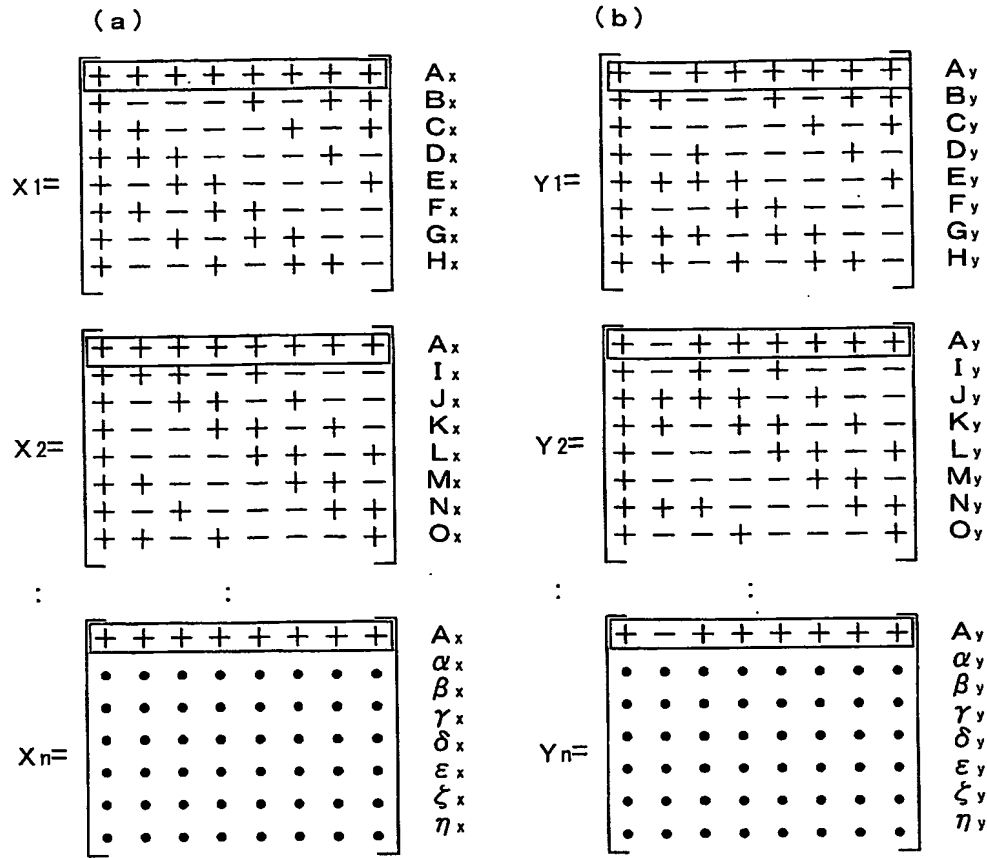 (a) (b)
+ + + + + + + + Ax + − + + + + + + Ay
+ − − − + − + + Bx + + − − + − + + By
+ + − − − + − + Cx + − − − − + − + Cy
+ + + − − − + − Dx + − + − − − + − Dy
X1= + − + + − − − + Ex Y1= + + + + − − − + Ey
+ + − + + − − − Fx + − − + + − − − Fy
+ − + − + + − − Gx + + + − + + − − Gy
+ − − + − + + − Hx + + − + − + + − Hy
+ + + + + + + + Ax + − + + + + + + Ay
+ + + − + − − − Ix + − + − + − − − Iy
+ − + + − + − − Jx + + + + − + − − Jy
+ − − + + − + − Kx + + − + + − + − Ky
X2= + − − − + + − + Lx Y2= + − − − + + − + Ly
+ + − − − + + − Mx + − − − − + + − My
+ − + − − − + + Nx + + + − − − + + Ny
+ + − + − − − + Ox + − − + − − − + Oy
: : : :
+ + + + + + + + Ax + − + + + + + + Ay
• • • • • • • • αx • • • • • • • • αy
• • • • • • • • βx • • • • • • • • βy
γx γy
• • • • • • • • δx • • • • • • • • δy
Xn= • • • • • • • • εx Yn= • • • • • • • • εy
• • • • • • • • ζx • • • • • • • • ζy
• • • • • • • • ηx • • • • • • • • ηy